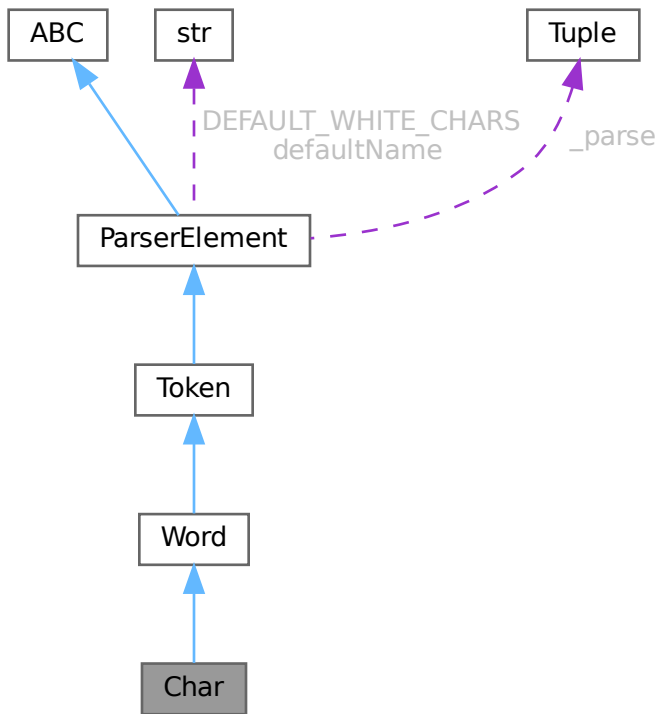 ABC
str
Tuple
DEFAULT_WHITE_CHARS
defaultName
_parse
ParserElement
Token
Word
Char